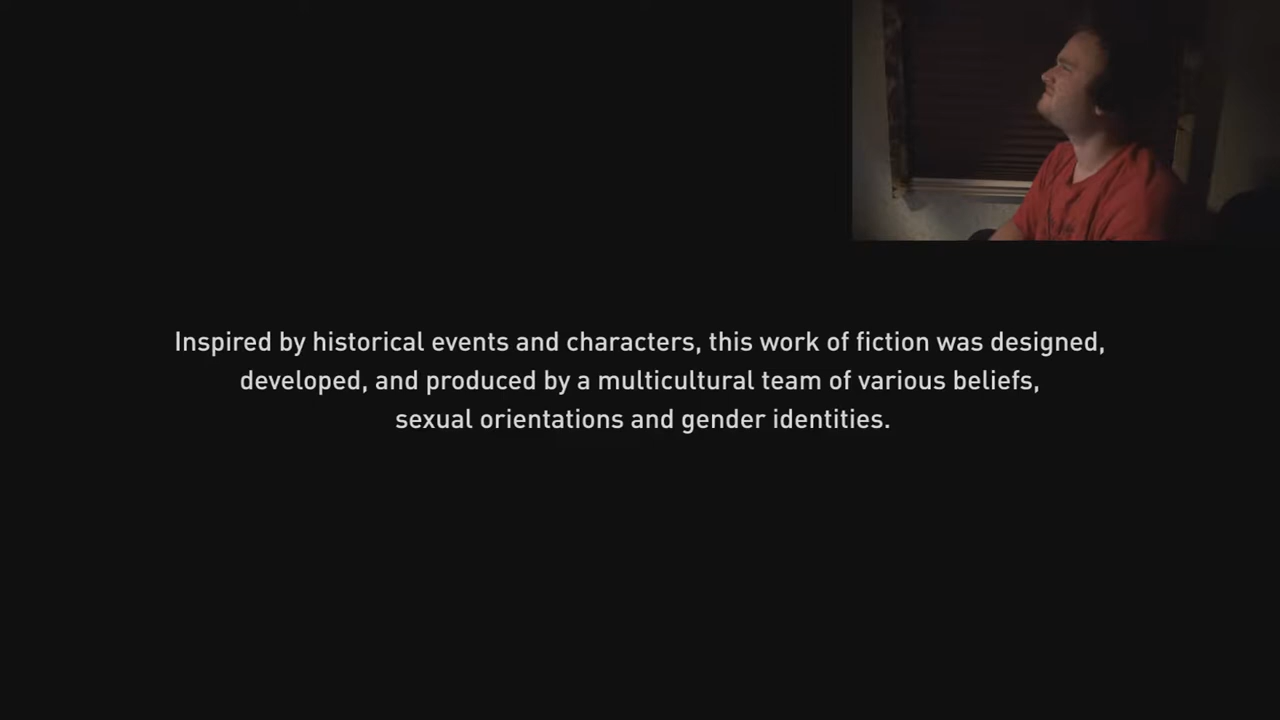 Inspired by historical events and characters, this work of fiction was designed,
developed, and produced by a multicultural team of various beliefs,
sexual orientations and gender identities.